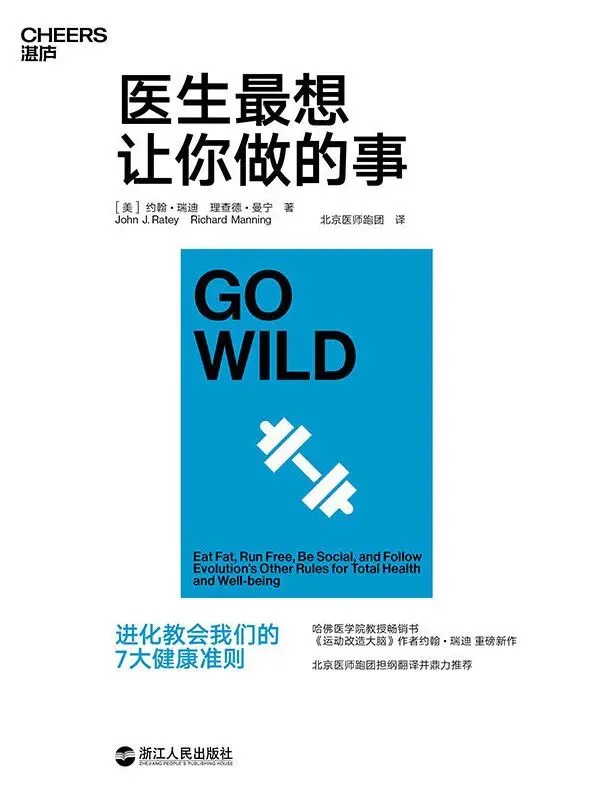 CHEERS
湛庐
医生最想
让你做的事
[美] 约翰·瑞迪 理查德·曼宁 著
John J. Ratey Richard Manning
北京医师跑团 译
GO
WILD
Eat Fat, Run Free, Be Social, and Follow
Evolution's Other Rules for Total Health
and Well-being
进化教会我们的
7大健康准则
哈佛医学院教授畅销书
《运动改造大脑》作者约翰·瑞迪 重磅新作
北京医师跑团担纲翻译并鼎力推荐
浙江人民出版社
ZHEJIANG PEOPLE'S PUBLISHING HOUSE